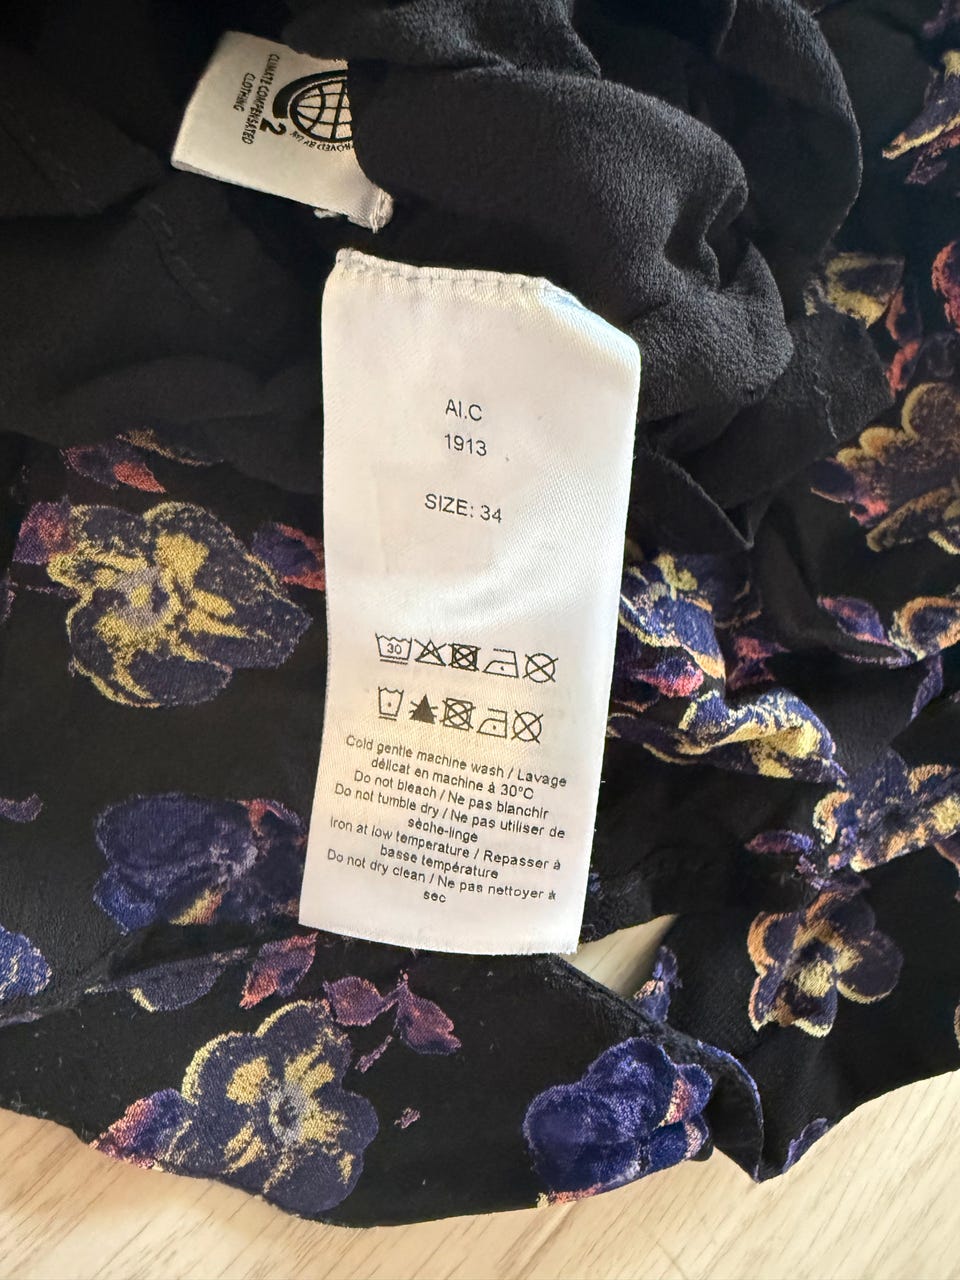 CLIMATE COMPENSATED
CLOTHING
2
AI.C
1913
SIZE: 34
30
Cold gentle machine wash / Lavage
délicat en machine à 30°C
Do not bleach / Ne pas blanchir
Do not tumble dry / Ne pas utiliser de
sèche-linge
Iron at low temperature / Repasser à
basse température
Do not dry clean / Ne pas nettoyer à
sec